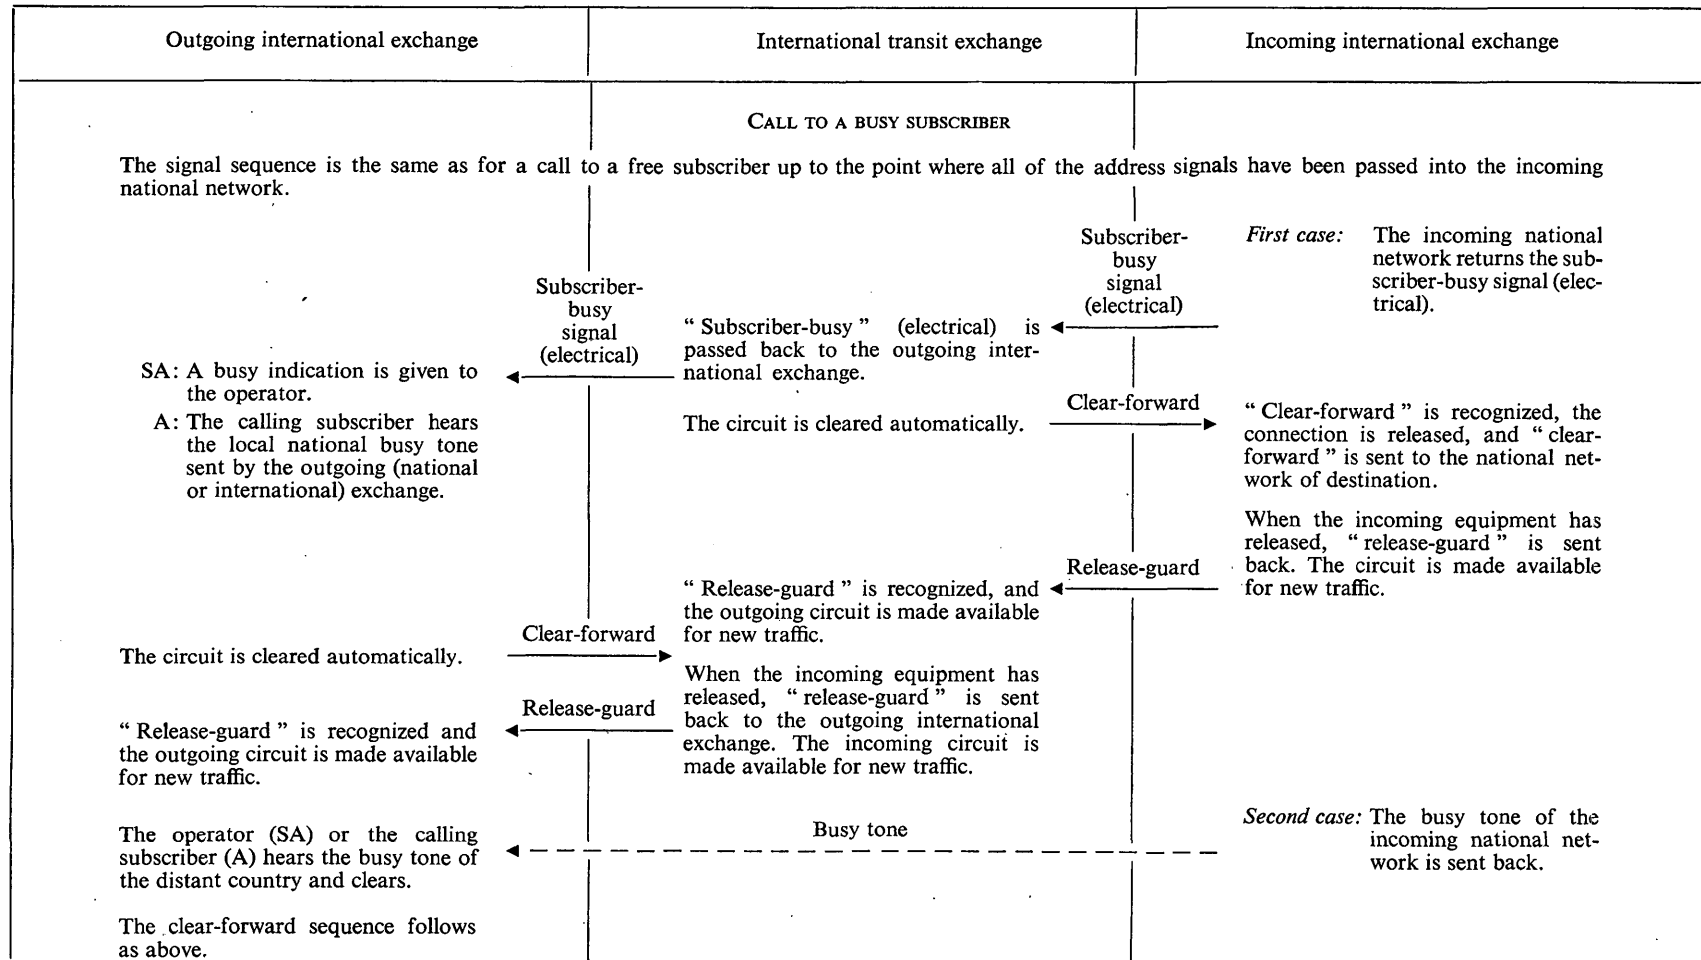 Outgoing international exchange
International transit exchange
Incoming international exchange
CALL TO A BUSY SUBSCRIBER
The signal sequence is the same as for a call to a free subscriber up to the point where all of the address signals have been passed into the incoming
national network.
First case: The incoming national
network returns the sub-
scriber-busy signal (elec-
trical).
Subscriber-
busy
signal
(electrical)
Subscriber-
busy
signal
(electrical)
“ Subscriber-busy ” (electrical) is
passed back to the outgoing inter-
national exchange.
SA: A busy indication is given to
the operator.
A: The calling subscriber hears
the local national busy tone
sent by the outgoing (national
or international) exchange.
The circuit is cleared automatically.
Clear-forward
“ Clear-forward ” is recognized, the
connection is released, and “ clear-
forward ” is sent to the national net-
work of destination.
When the incoming equipment has
released, “ release-guard ” is sent
back. The circuit is made available
for new traffic.
Release-guard
“ Release-guard ” is recognized, and
the outgoing circuit is made available
for new traffic.
Clear-forward
The circuit is cleared automatically.
When the incoming equipment has
released, “ release-guard ” is sent
back to the outgoing international
exchange. The incoming circuit is
made available for new traffic.
Release-guard
“ Release-guard ” is recognized and
the outgoing circuit is made available
for new traffic.
Second case: The busy tone of the
incoming national net-
work is sent back.
Busy tone
The operator (SA) or the calling
subscriber (A) hears the busy tone of
the distant country and clears.
The clear-forward sequence follows
as above.